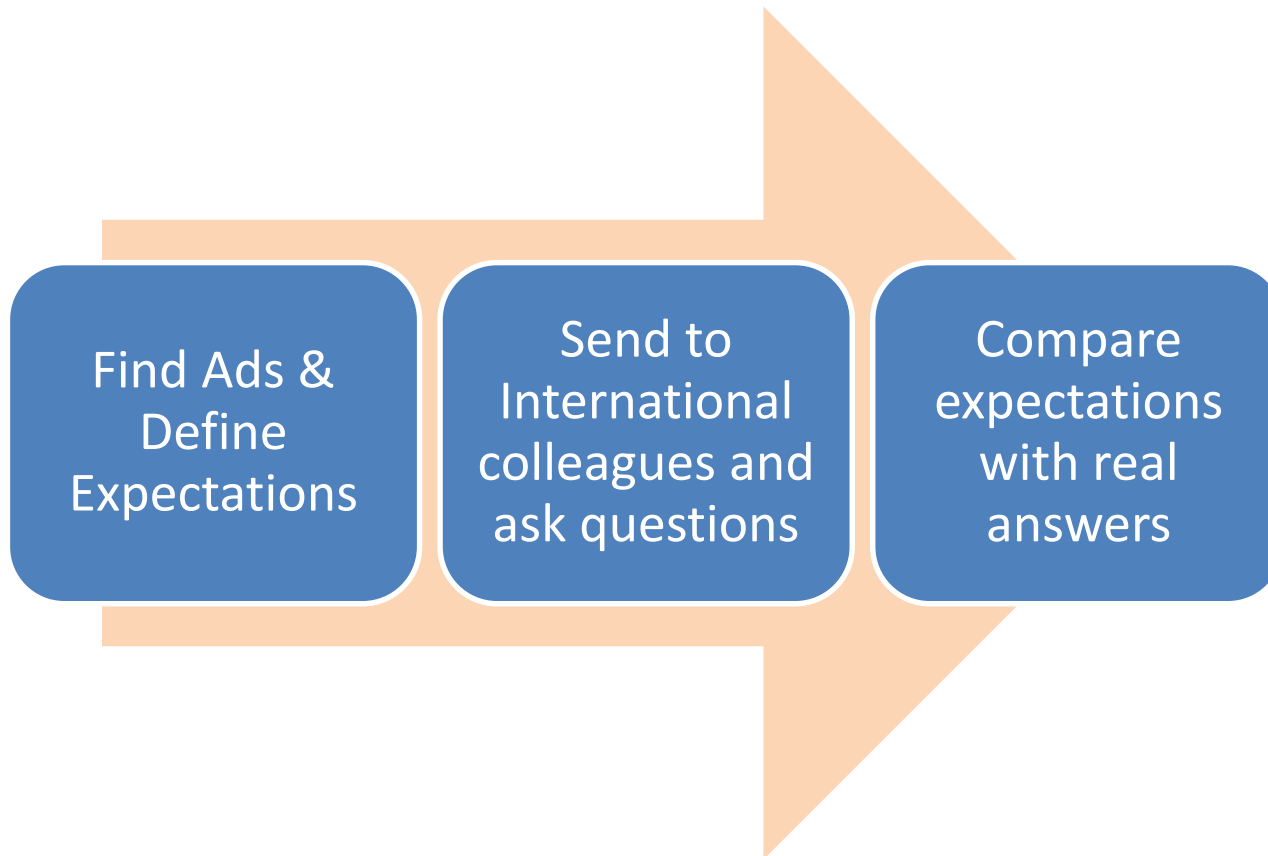 Find Ads &
Define
Expectations
Send to
International
colleagues and
ask questions
Compare
expectations
with real
answers